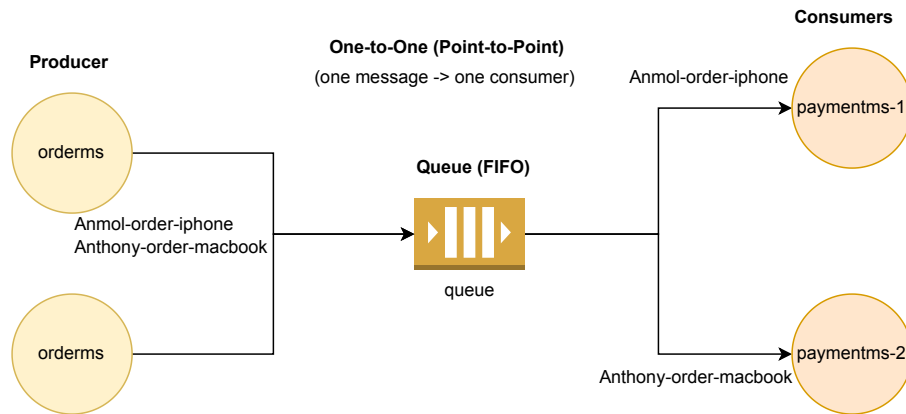 Consumers
One-to-One (Point-to-Point)
Producer
(one message -> one consumer)
Anmol-order-iphone
paymentms-1
orderms
Queue (FIFO)
Anmol-order-iphone
Anthony-order-macbook
queue
orderms
paymentms-2
Anthony-order-macbook